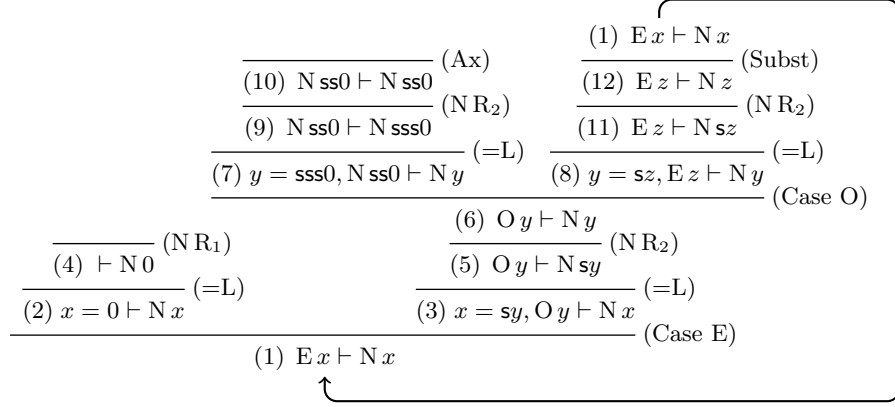 (1) E x ⊢ N x
(Ax)
(Subst)
(10) N ss0 ⊢ N ss0
(12) E z ⊢ N z
(N R₂)
(N R₂)
(9) N ss0 ⊢ N sss0
(11) E z ⊢ N sz
(=L)
(=L)
(7) y = sss0, N ss0 ⊢ N y
(8) y = sz, E z ⊢ N y
(Case O)
(6) O y ⊢ N y
(N R₁)
(N R₂)
(4) ⊢ N 0
(5) O y ⊢ N sy
(=L)
(=L)
(2) x = 0 ⊢ N x
(3) x = sy, O y ⊢ N x
(Case E)
(1) E x ⊢ N x